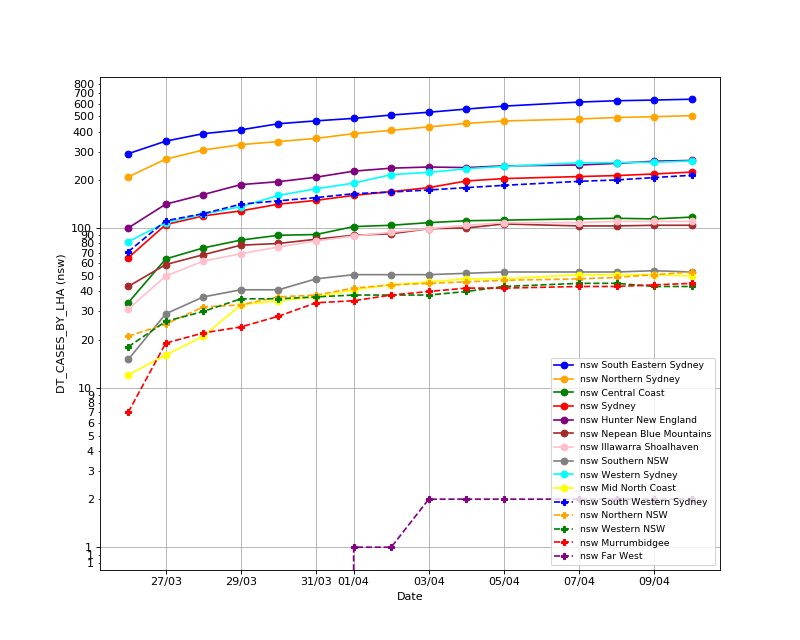 800
700
600
500
400
300
200
100
90
80
70
60
50
40
30
20
10
9
8
7
6
5
4
3
2
1
1
1
DT_CASES_BY_LHA (nsw)
nsw South Eastern Sydney
nsw Northern Sydney
nsw Central Coast
nsw Sydney
nsw Hunter New England
nsw Nepean Blue Mountains
nsw Illawarra Shoalhaven
nsw Southern NSW
nsw Western Sydney
nsw Mid North Coast
nsw South Western Sydney
nsw Northern NSW
nsw Western NSW
nsw Murrumbidgee
nsw Far West
27/03 29/03 31/03 01/04 03/04 05/04 07/04 09/04
Date